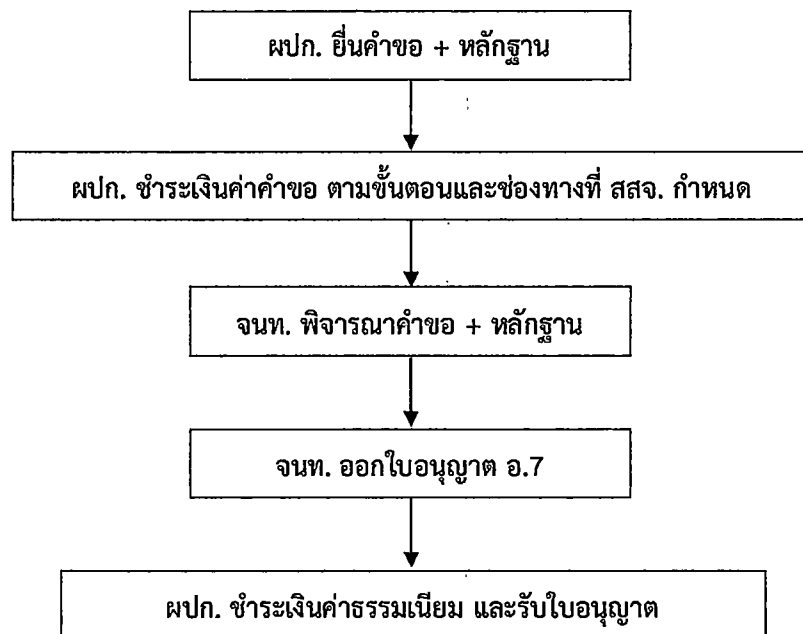 ผปก. ยื่นคำขอ + หลักฐาน
ผปก. ชำระเงินค่าคำขอ ตามขั้นตอนและช่องทางที่ สสจ. กำหนด
จนท. พิจารณาคำขอ + หลักฐาน
จนท. ออกใบอนุญาต อ.7
ผปก. ชำระเงินค่าธรรมเนียม และรับใบอนุญาต